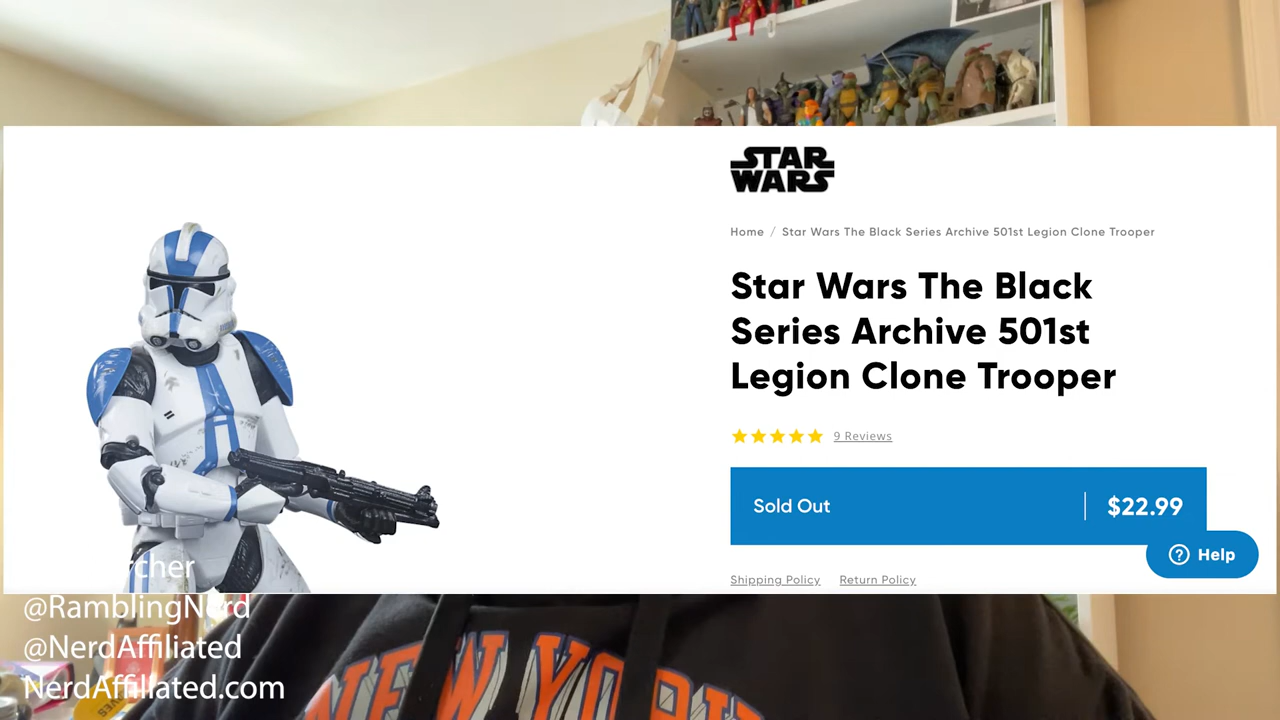 STAR
WARS
Home / Star Wars The Black Series Archive 501st Legion Clone Trooper
Star Wars The Black
Series Archive 501st
Legion Clone Trooper
9 Reviews
Sold Out | $22.99
Help
Shipping Policy Return Policy
@RamblingNerd
@NerdAffiliated
NerdAffiliated.com
NEW YORK